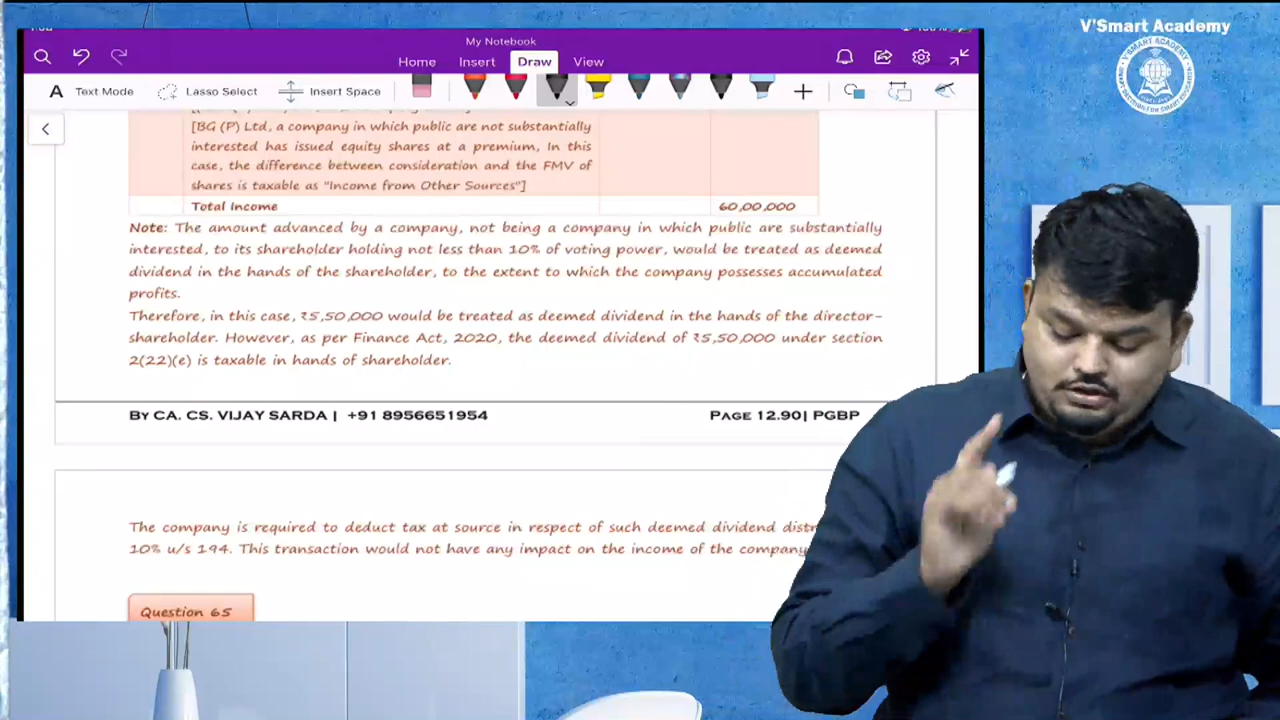 V'Smart Academy
My Notebook
Home Insert Draw View
A Text Mode Lasso Select Insert Space
[BG (P) Ltd, a company in which public are not substantially
interested has issued equity shares at a premium, In this
case, the difference between consideration and the FMV of
shares is taxable as "Income from Other Sources"]
Total Income 60,00,000
Note: The amount advanced by a company, not being a company in which public are substantially
interested, to its shareholder holding not less than 10% of voting power, would be treated as deemed
dividend in the hands of the shareholder, to the extent to which the company possesses accumulated
profits.
Therefore, in this case, ₹5,50,000 would be treated as deemed dividend in the hands of the director-
shareholder. However, as per Finance Act, 2020, the deemed dividend of ₹5,50,000 under section
2(22)(e) is taxable in hands of shareholder.
BY CA. CS. VIJAY SARDA | +91 8956651954 PAGE 12.90| PGBP
The company is required to deduct tax at source in respect of such deemed dividend
10% u/s 194. This transaction would not have any impact on the income of the company
Question 65